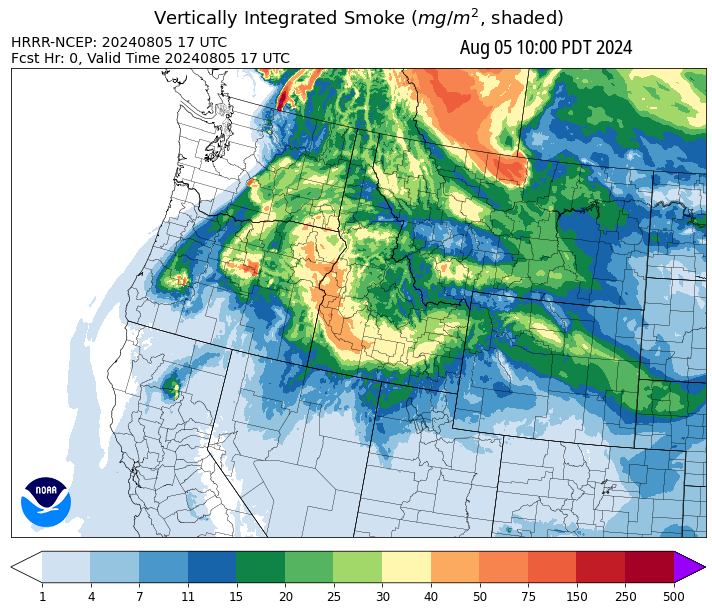 Vertically Integrated Smoke (mg/m², shaded)
HRRR-NCEP: 20240805 17 UTC
Fcst Hr: 0, Valid Time 20240805 17 UTC
Aug 05 10:00 PDT 2024
NOAA
1 4 7 11 15 20 25 30 40 50 75 150 250 500